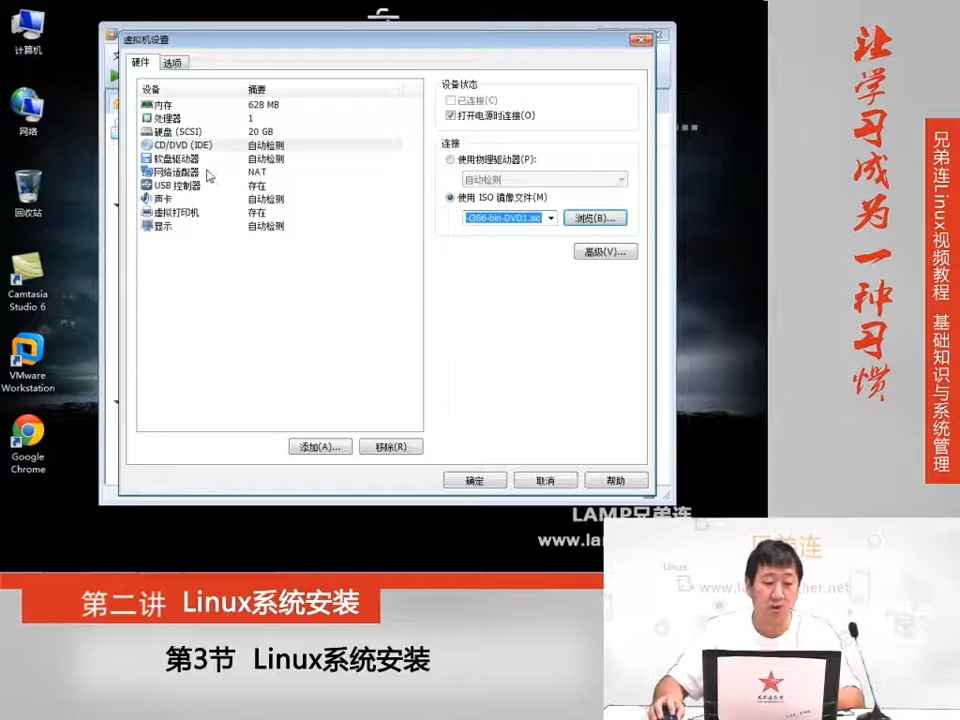 计算机
网络
回收站
Camtasia
Studio 6
VMware
Workstation
Google
Chrome
虚拟机设置
硬件
选项
设备
摘要
内存
628 MB
处理器
1
硬盘 (SCSI)
20 GB
CD/DVD (IDE)
自动检测
软盘驱动器
自动检测
网络适配器
NAT
USB 控制器
存在
声卡
自动检测
虚拟打印机
存在
显示
自动检测
添加(A)...
移除(R)
设备状态
已连接(C)
打开电源时连接(O)
连接
使用物理驱动器(P):
自动检测
使用 ISO 镜像文件(M)
-i386-bin-DVD1.iso
浏览(B)...
高级(V)...
确定
取消
帮助
LAMP兄弟连
www.la
让学习成为一种习惯
兄弟连Linux视频教程 基础知识与系统管理
第二讲 Linux系统安装
第3节 Linux系统安装
Linux